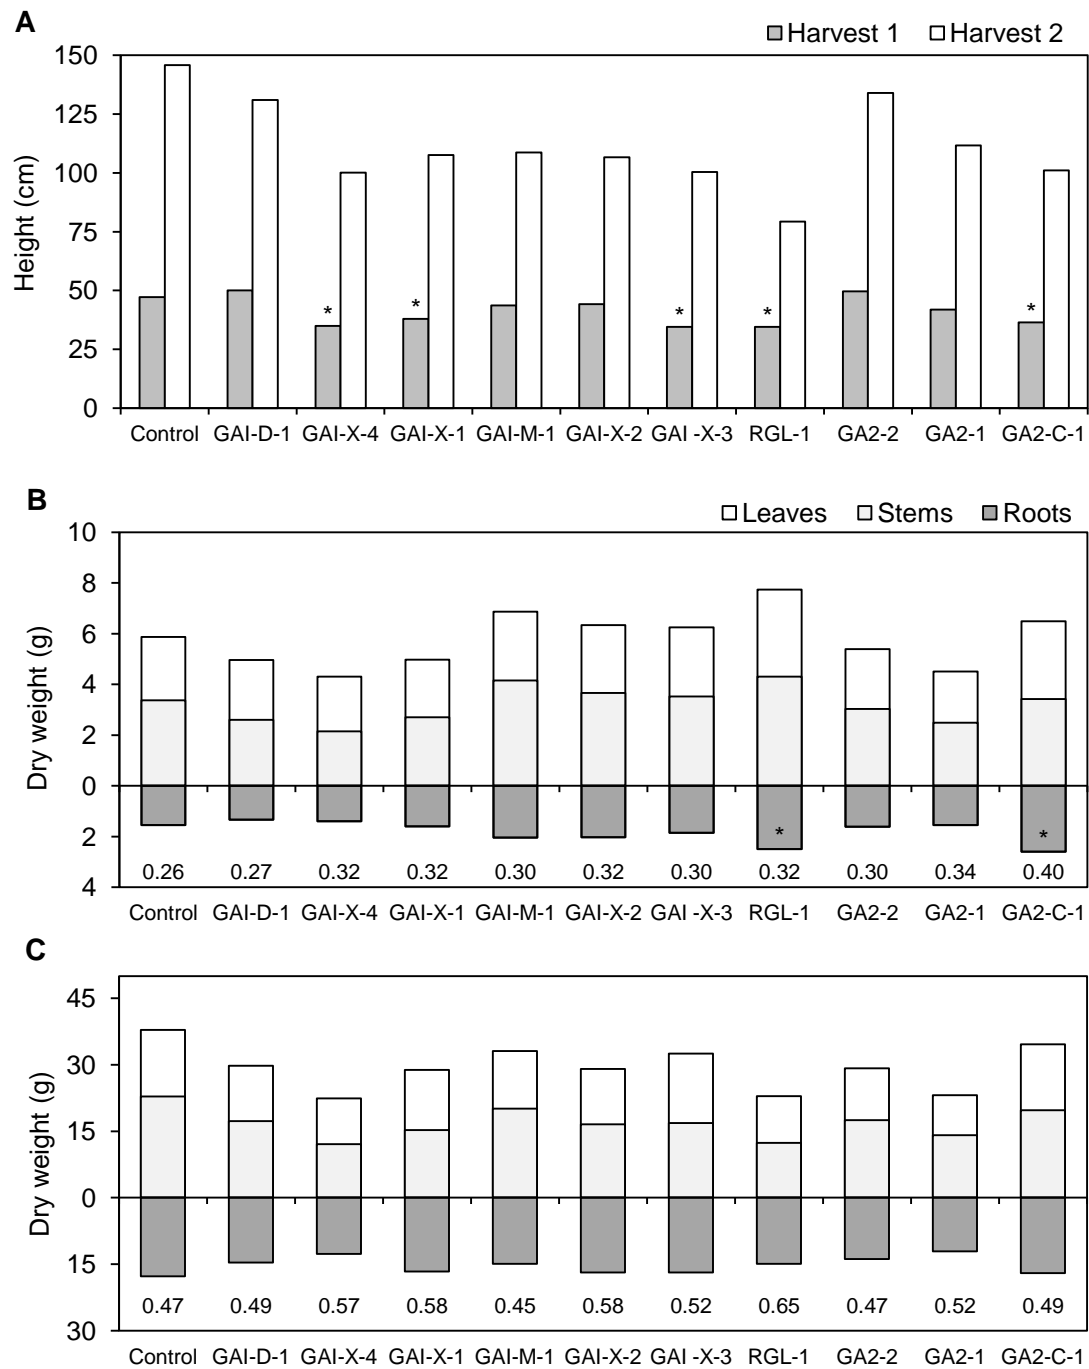 A
Harvest 1 Harvest 2
150
125
100
75
50
25
0
Height (cm)
* * * * *
Control GAI-D-1 GAI-X-4 GAI-X-1 GAI-M-1 GAI-X-2 GAI -X-3 RGL-1 GA2-2 GA2-1 GA2-C-1
B
Leaves Stems Roots
10
8
6
4
2
0
2
4
Dry weight (g)
* *
0.26 0.27 0.32 0.32 0.30 0.32 0.30 0.32 0.30 0.34 0.40
Control GAI-D-1 GAI-X-4 GAI-X-1 GAI-M-1 GAI-X-2 GAI -X-3 RGL-1 GA2-2 GA2-1 GA2-C-1
C
45
30
15
0
15
30
Dry weight (g)
0.47 0.49 0.57 0.58 0.45 0.58 0.52 0.65 0.47 0.52 0.49
Control GAI-D-1 GAI-X-4 GAI-X-1 GAI-M-1 GAI-X-2 GAI -X-3 RGL-1 GA2-2 GA2-1 GA2-C-1